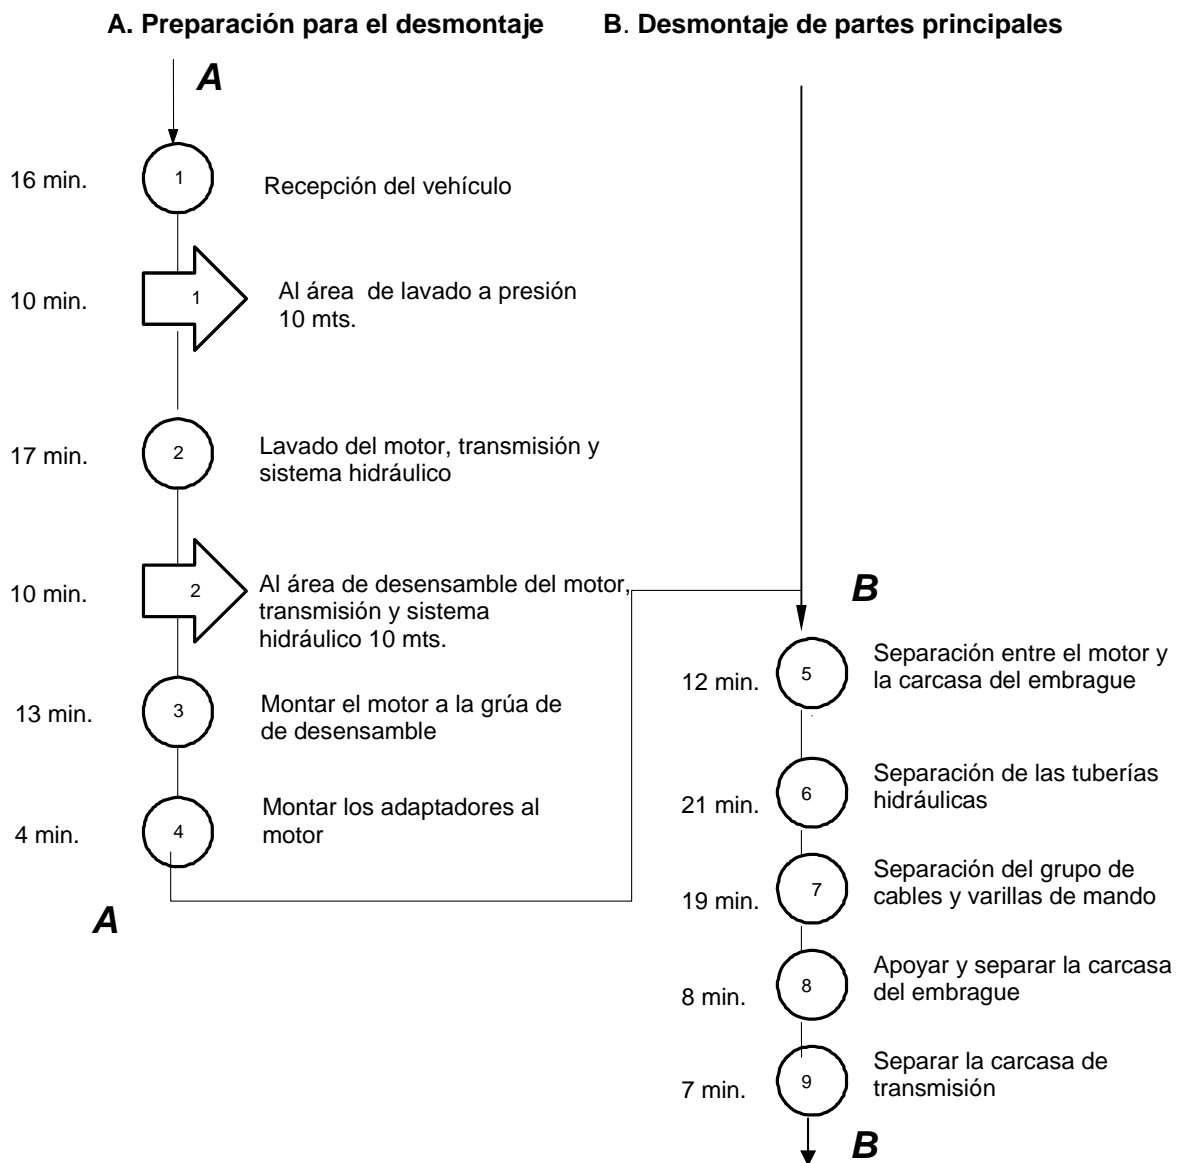 A. Preparación para el desmontaje
B. Desmontaje de partes principales
A
16 min.
1
Recepción del vehículo
10 min.
1
Al área de lavado a presión
10 mts.
17 min.
2
Lavado del motor, transmisión y
sistema hidráulico
10 min.
2
Al área de desensamble del motor,
transmisión y sistema
hidráulico 10 mts.
13 min.
3
Montar el motor a la grúa de
de desensamble
4 min.
4
Montar los adaptadores al
motor
A
B
12 min.
5
Separación entre el motor y
la carcasa del embrague
21 min.
6
Separación de las tuberías
hidráulicas
19 min.
7
Separación del grupo de
cables y varillas de mando
8 min.
8
Apoyar y separar la carcasa
del embrague
7 min.
9
Separar la carcasa de
transmisión
B